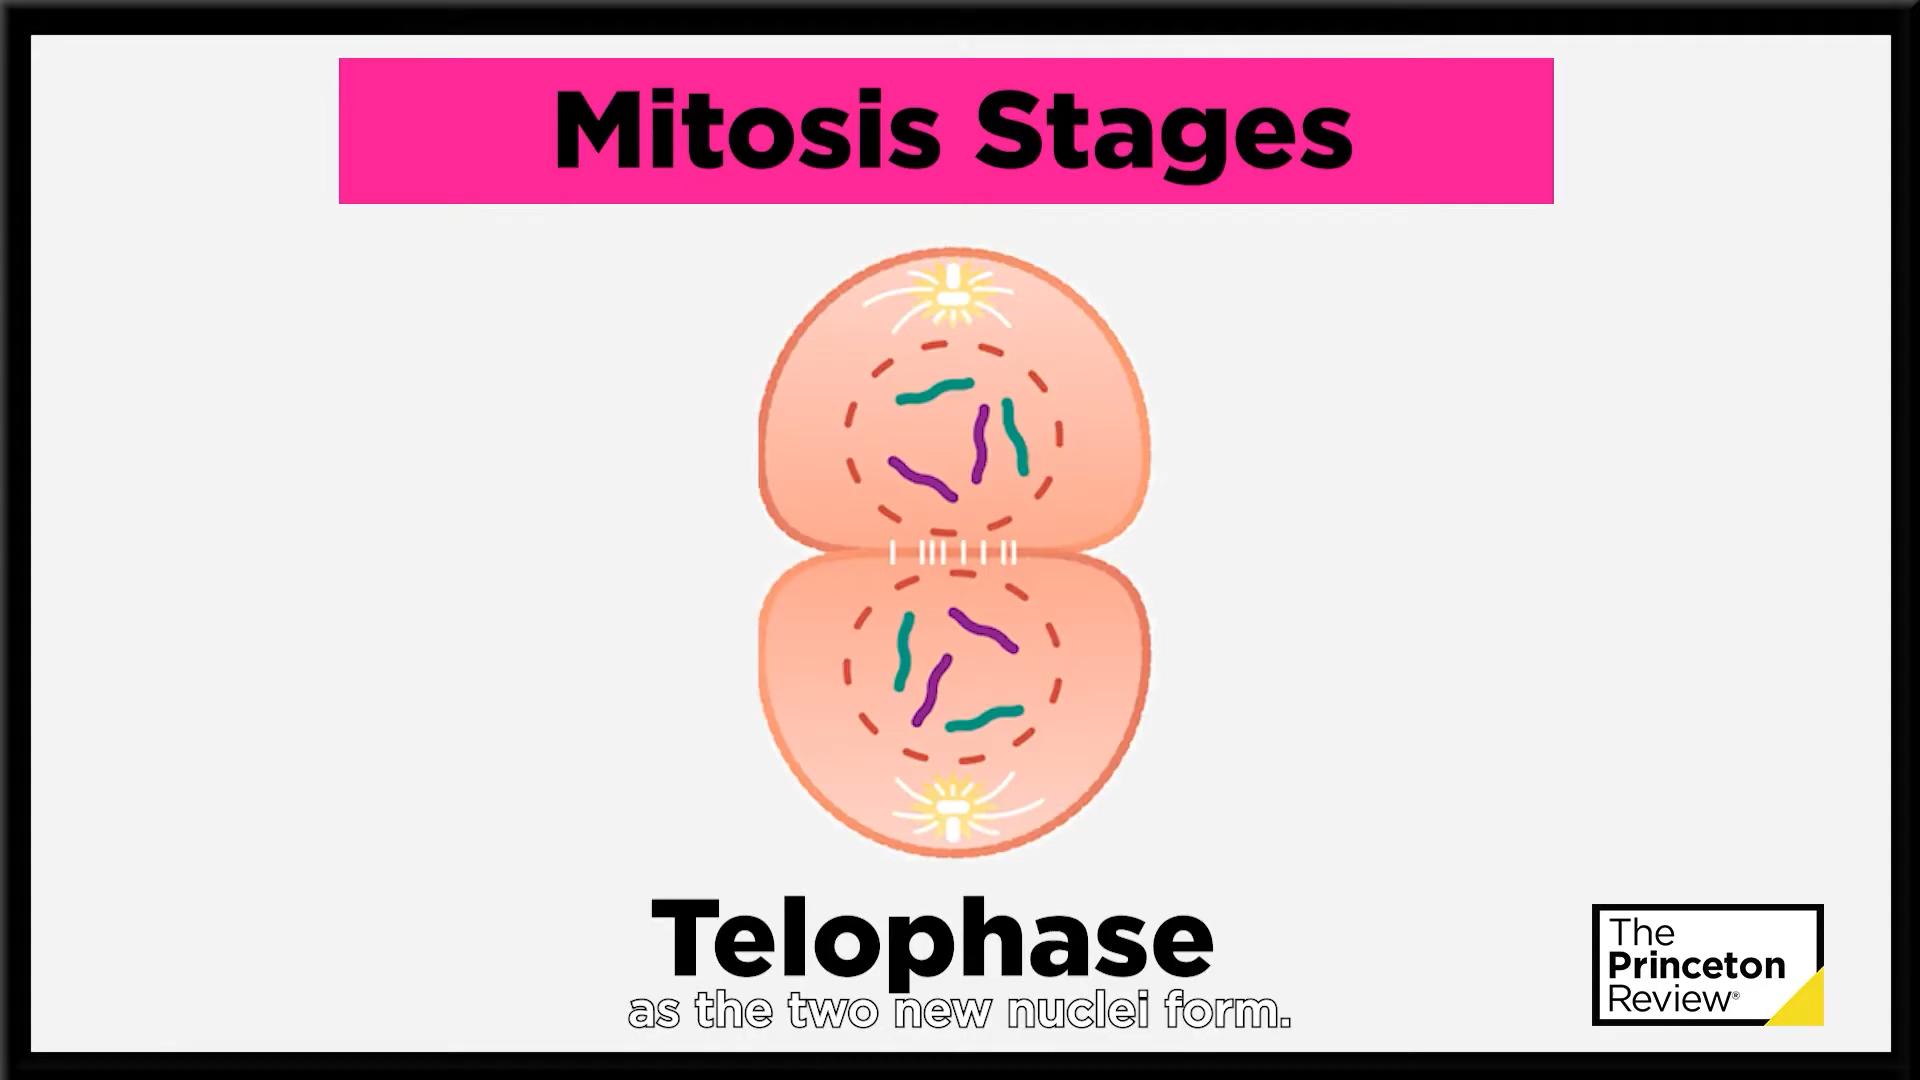 Mitosis Stages
Telophase
as the two new nuclei form.
The
Princeton
Review®